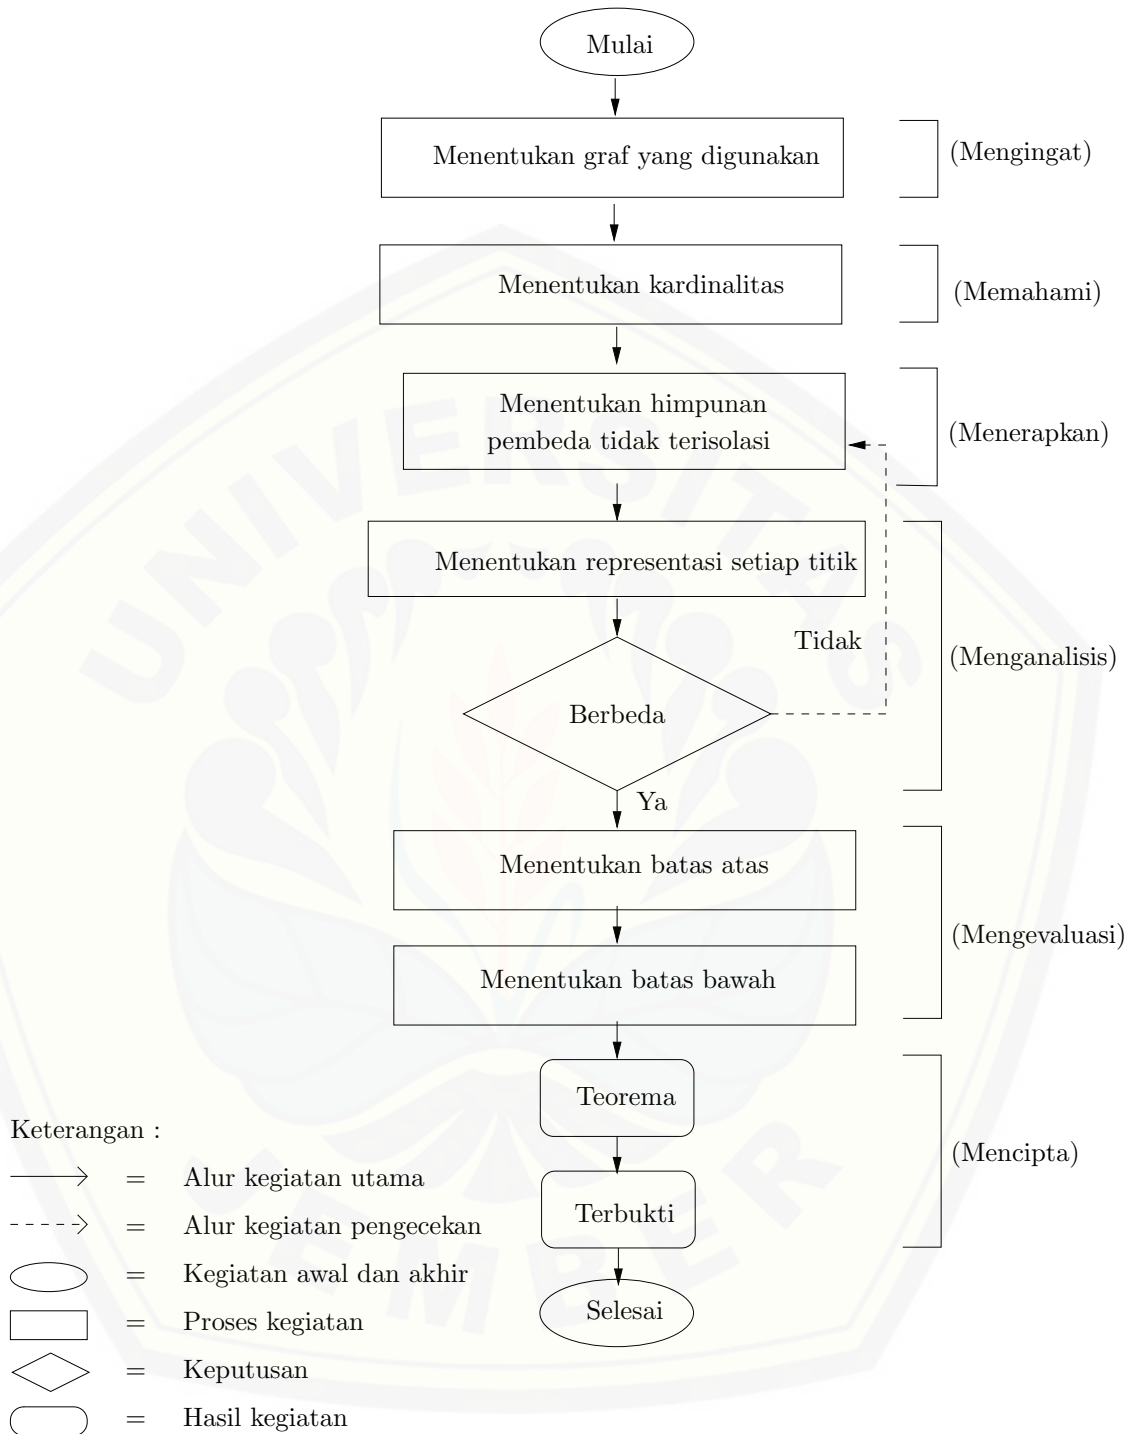 Mulai
Menentukan graf yang digunakan
(Mengingat)
Menentukan kardinalitas
(Memahami)
Menentukan himpunan
pembeda tidak terisolasi
(Menerapkan)
Menentukan representasi setiap titik
Tidak
(Menganalisis)
Berbeda
Ya
Menentukan batas atas
(Mengevaluasi)
Menentukan batas bawah
Teorema
(Mencipta)
Terbukti
Selesai
Keterangan :
= Alur kegiatan utama
= Alur kegiatan pengecekan
= Kegiatan awal dan akhir
= Proses kegiatan
= Keputusan
= Hasil kegiatan
UNIVERSITAS
JEMBER